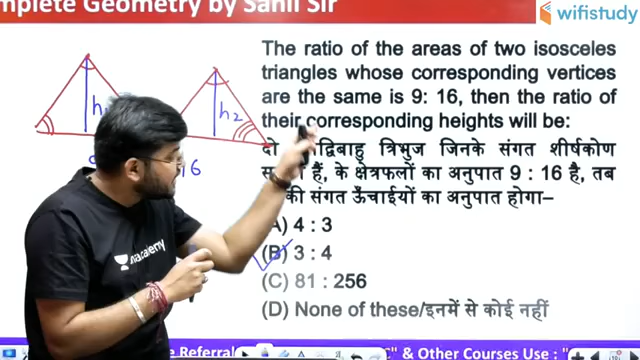 mplete Geometry by Sahil Sir
wifistudy
The ratio of the areas of two isosceles
triangles whose corresponding vertices
are the same is 9: 16, then the ratio of
their corresponding heights will be:
दो द्विबाहु त्रिभुज जिनके संगत शीर्षकोण
हैं, के क्षेत्रफलों का अनुपात 9 : 16 है, तब
की संगत ऊँचाईयों का अनुपात होगा–
(A) 4 : 3
(B) 3 : 4
(C) 81 : 256
(D) None of these/इनमें से कोई नहीं
h₂
16
unacademy
Referral
& Other Courses Use :